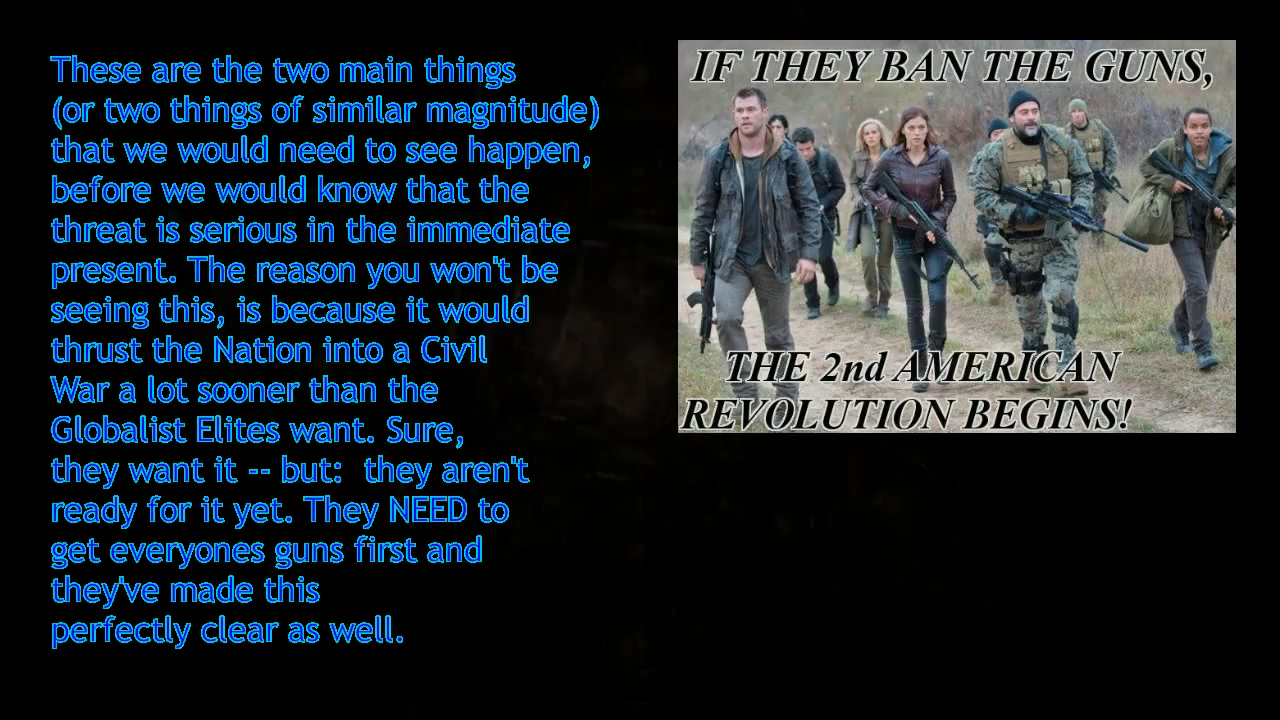 These are the two main things
(or two things of similar magnitude)
that we would need to see happen,
before we would know that the
threat is serious in the immediate
present. The reason you won't be
seeing this, is because it would
thrust the Nation into a Civil
War a lot sooner than the
Globalist Elites want. Sure,
they want it -- but:  they aren't
ready for it yet. They NEED to
get everyones guns first and
they've made this
perfectly clear as well.
IF THEY BAN THE GUNS,
THE 2nd AMERICAN
REVOLUTION BEGINS!